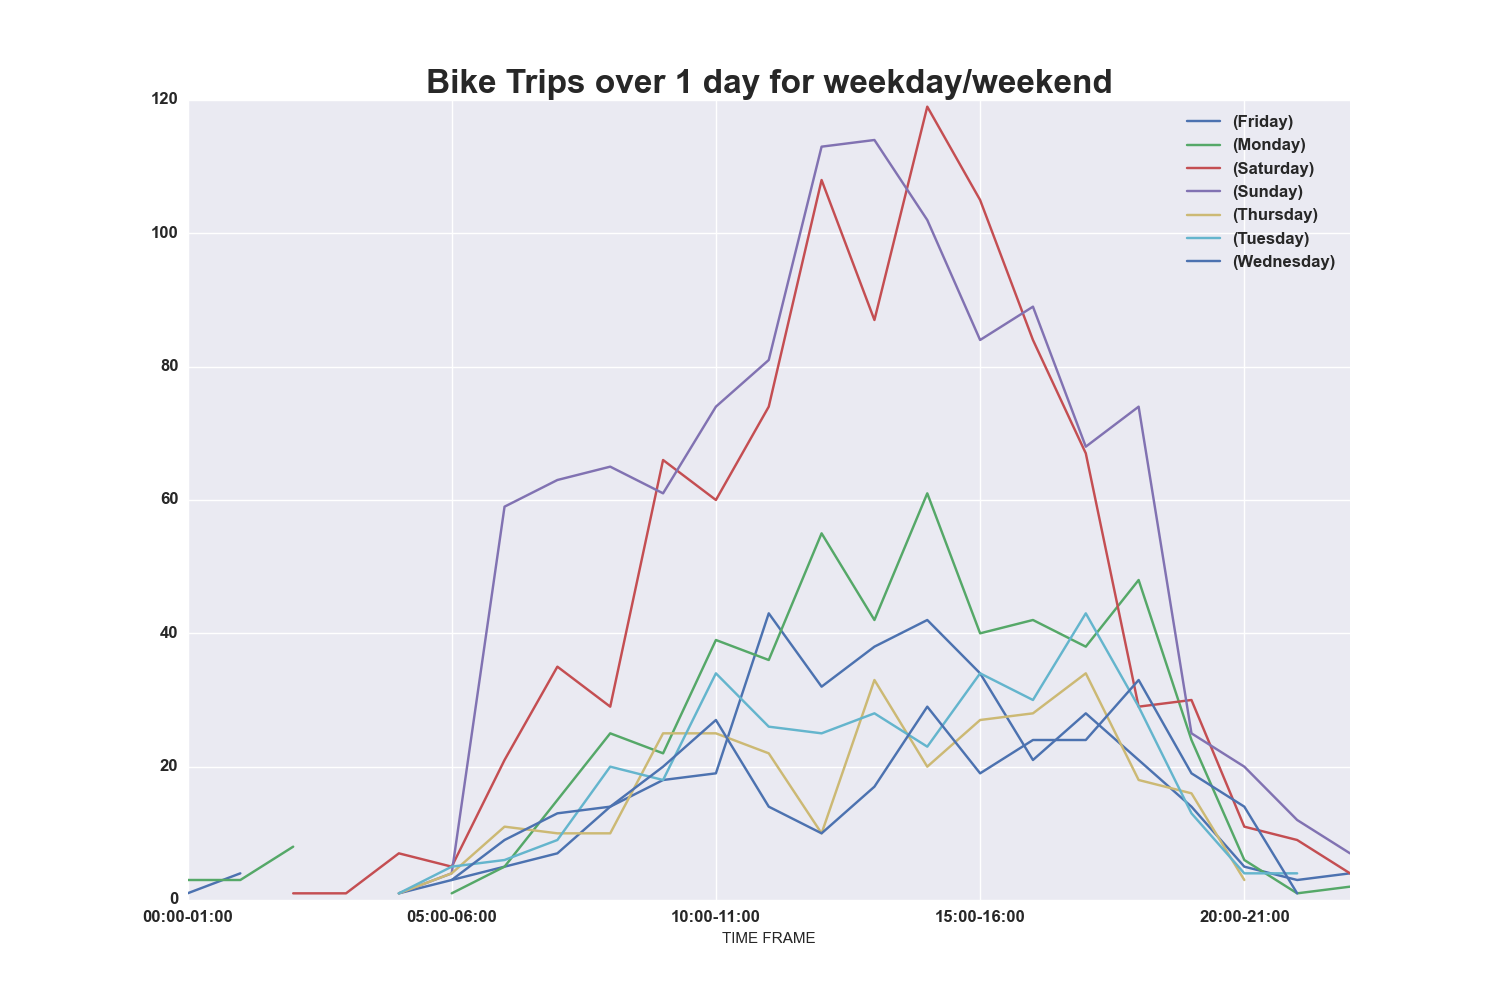 Bike Trips over 1 day for weekday/weekend
120
100
80
60
40
20
0
(Friday)
(Monday)
(Saturday)
(Sunday)
(Thursday)
(Tuesday)
(Wednesday)
00:00-01:00 05:00-06:00 10:00-11:00 15:00-16:00 20:00-21:00
TIME FRAME